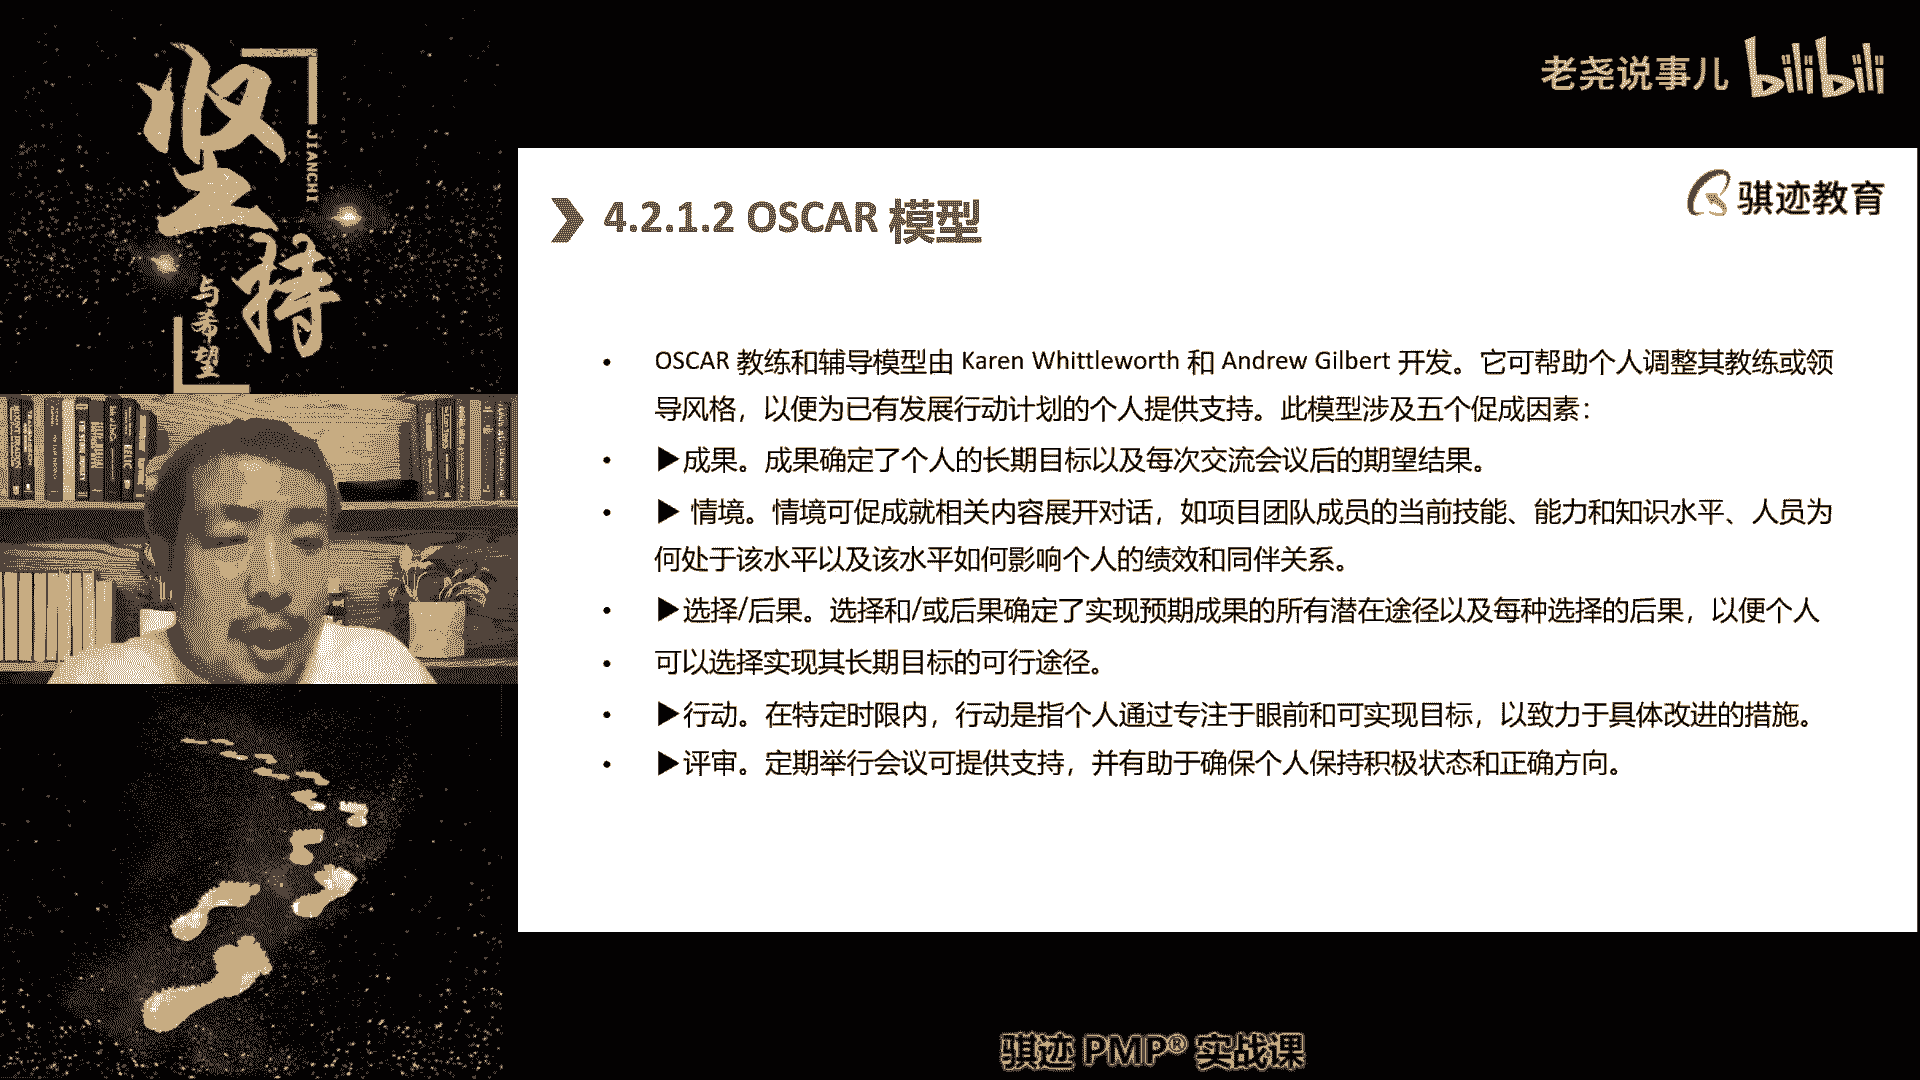 坚持
JIANCHI
与希望
老尧说事儿 bilibili
骐迹教育
4.2.1.2 OSCAR 模型
• OSCAR 教练和辅导模型由 Karen Whittleworth 和 Andrew Gilbert 开发。它可帮助个人调整其教练或领
导风格，以便为已有发展行动计划的个人提供支持。此模型涉及五个促成因素：
• ▶成果。成果确定了个人的长期目标以及每次交流会议后的期望结果。
• ▶ 情境。情境可促成就相关内容展开对话，如项目团队成员的当前技能、能力和知识水平、人员为
何处于该水平以及该水平如何影响个人的绩效和同伴关系。
• ▶选择/后果。选择和/或后果确定了实现预期成果的所有潜在途径以及每种选择的后果，以便个人
• 可以选择实现其长期目标的可行途径。
• ▶行动。在特定时限内，行动是指个人通过专注于眼前和可实现目标，以致力于具体改进的措施。
• ▶评审。定期举行会议可提供支持，并有助于确保个人保持积极状态和正确方向。
骐迹 PMP® 实战课